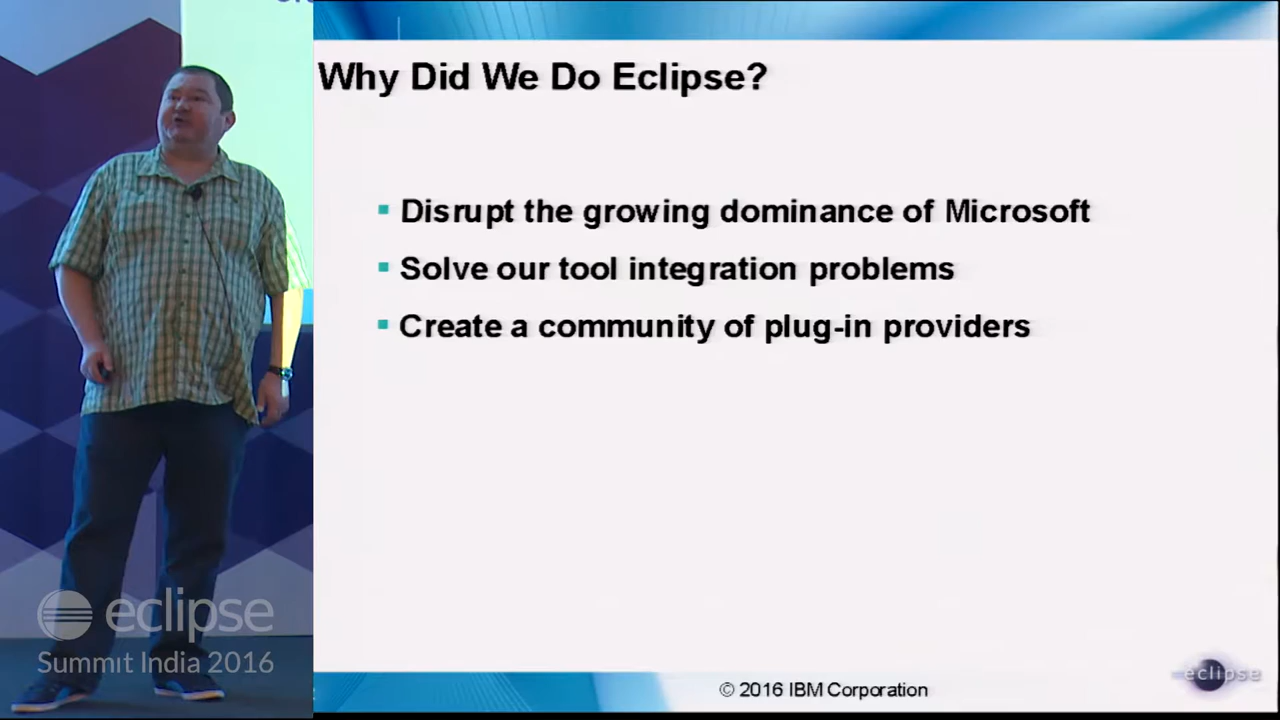 Why Did We Do Eclipse?
Disrupt the growing dominance of Microsoft
Solve our tool integration problems
Create a community of plug-in providers
eclipse
Summit India 2016
© 2016 IBM Corporation
eclipse